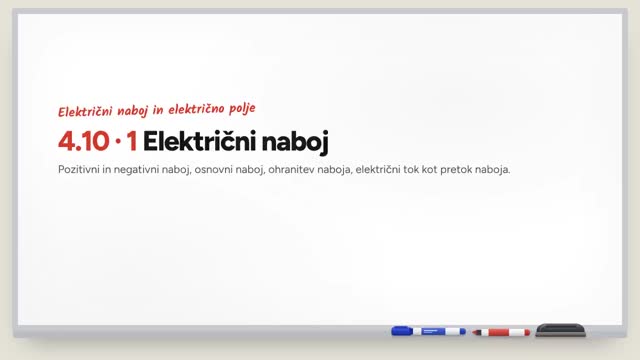 Električni naboj in električno polje
4.10 · 1 Električni naboj
Pozitivni in negativni naboj, osnovni naboj, ohranitev naboja, električni tok kot pretok naboja.